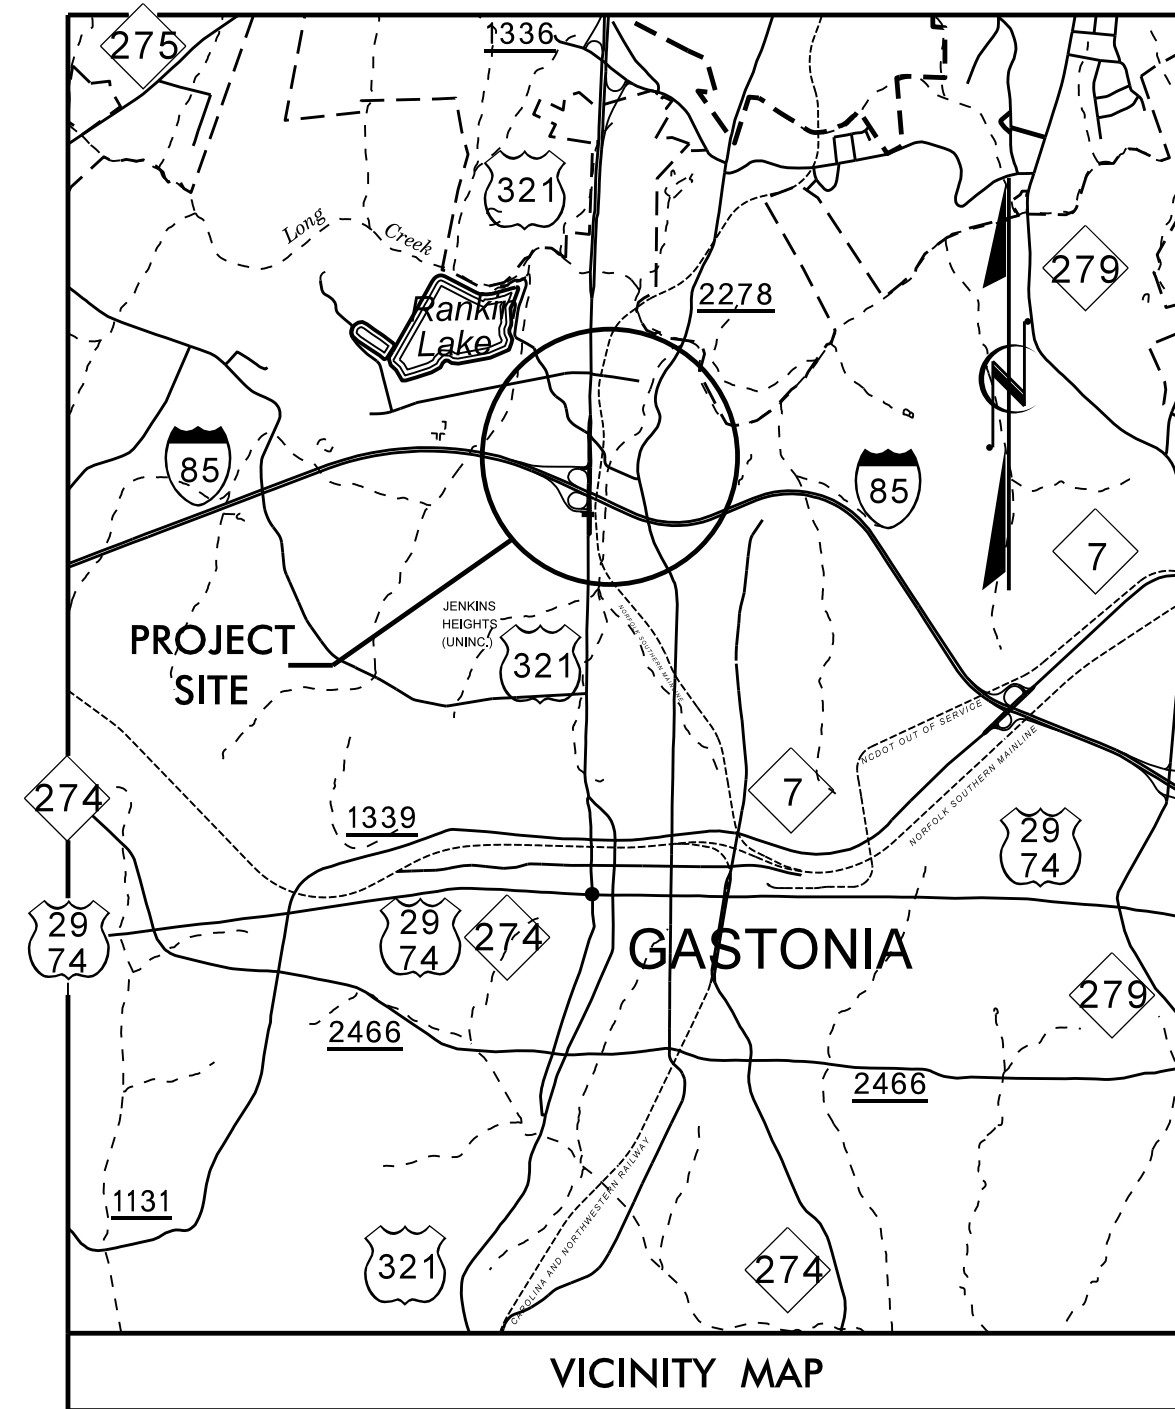 275
1336
321
Long
Creek
279
2278
Rankin
Lake
85
85
7
JENKINS
HEIGHTS
(UNINC.)
NORFOLK SOUTHERN MAINLINE
PROJECT
SITE
321
NCDOT OUT OF SERVICE
NORFOLK SOUTHERN MAINLINE
274
7
1339
29
74
29
74
29
74
274
GASTONIA
279
2466
2466
CAROLINA AND NORTHWESTERN RAILWAY
1131
321
274
VICINITY MAP